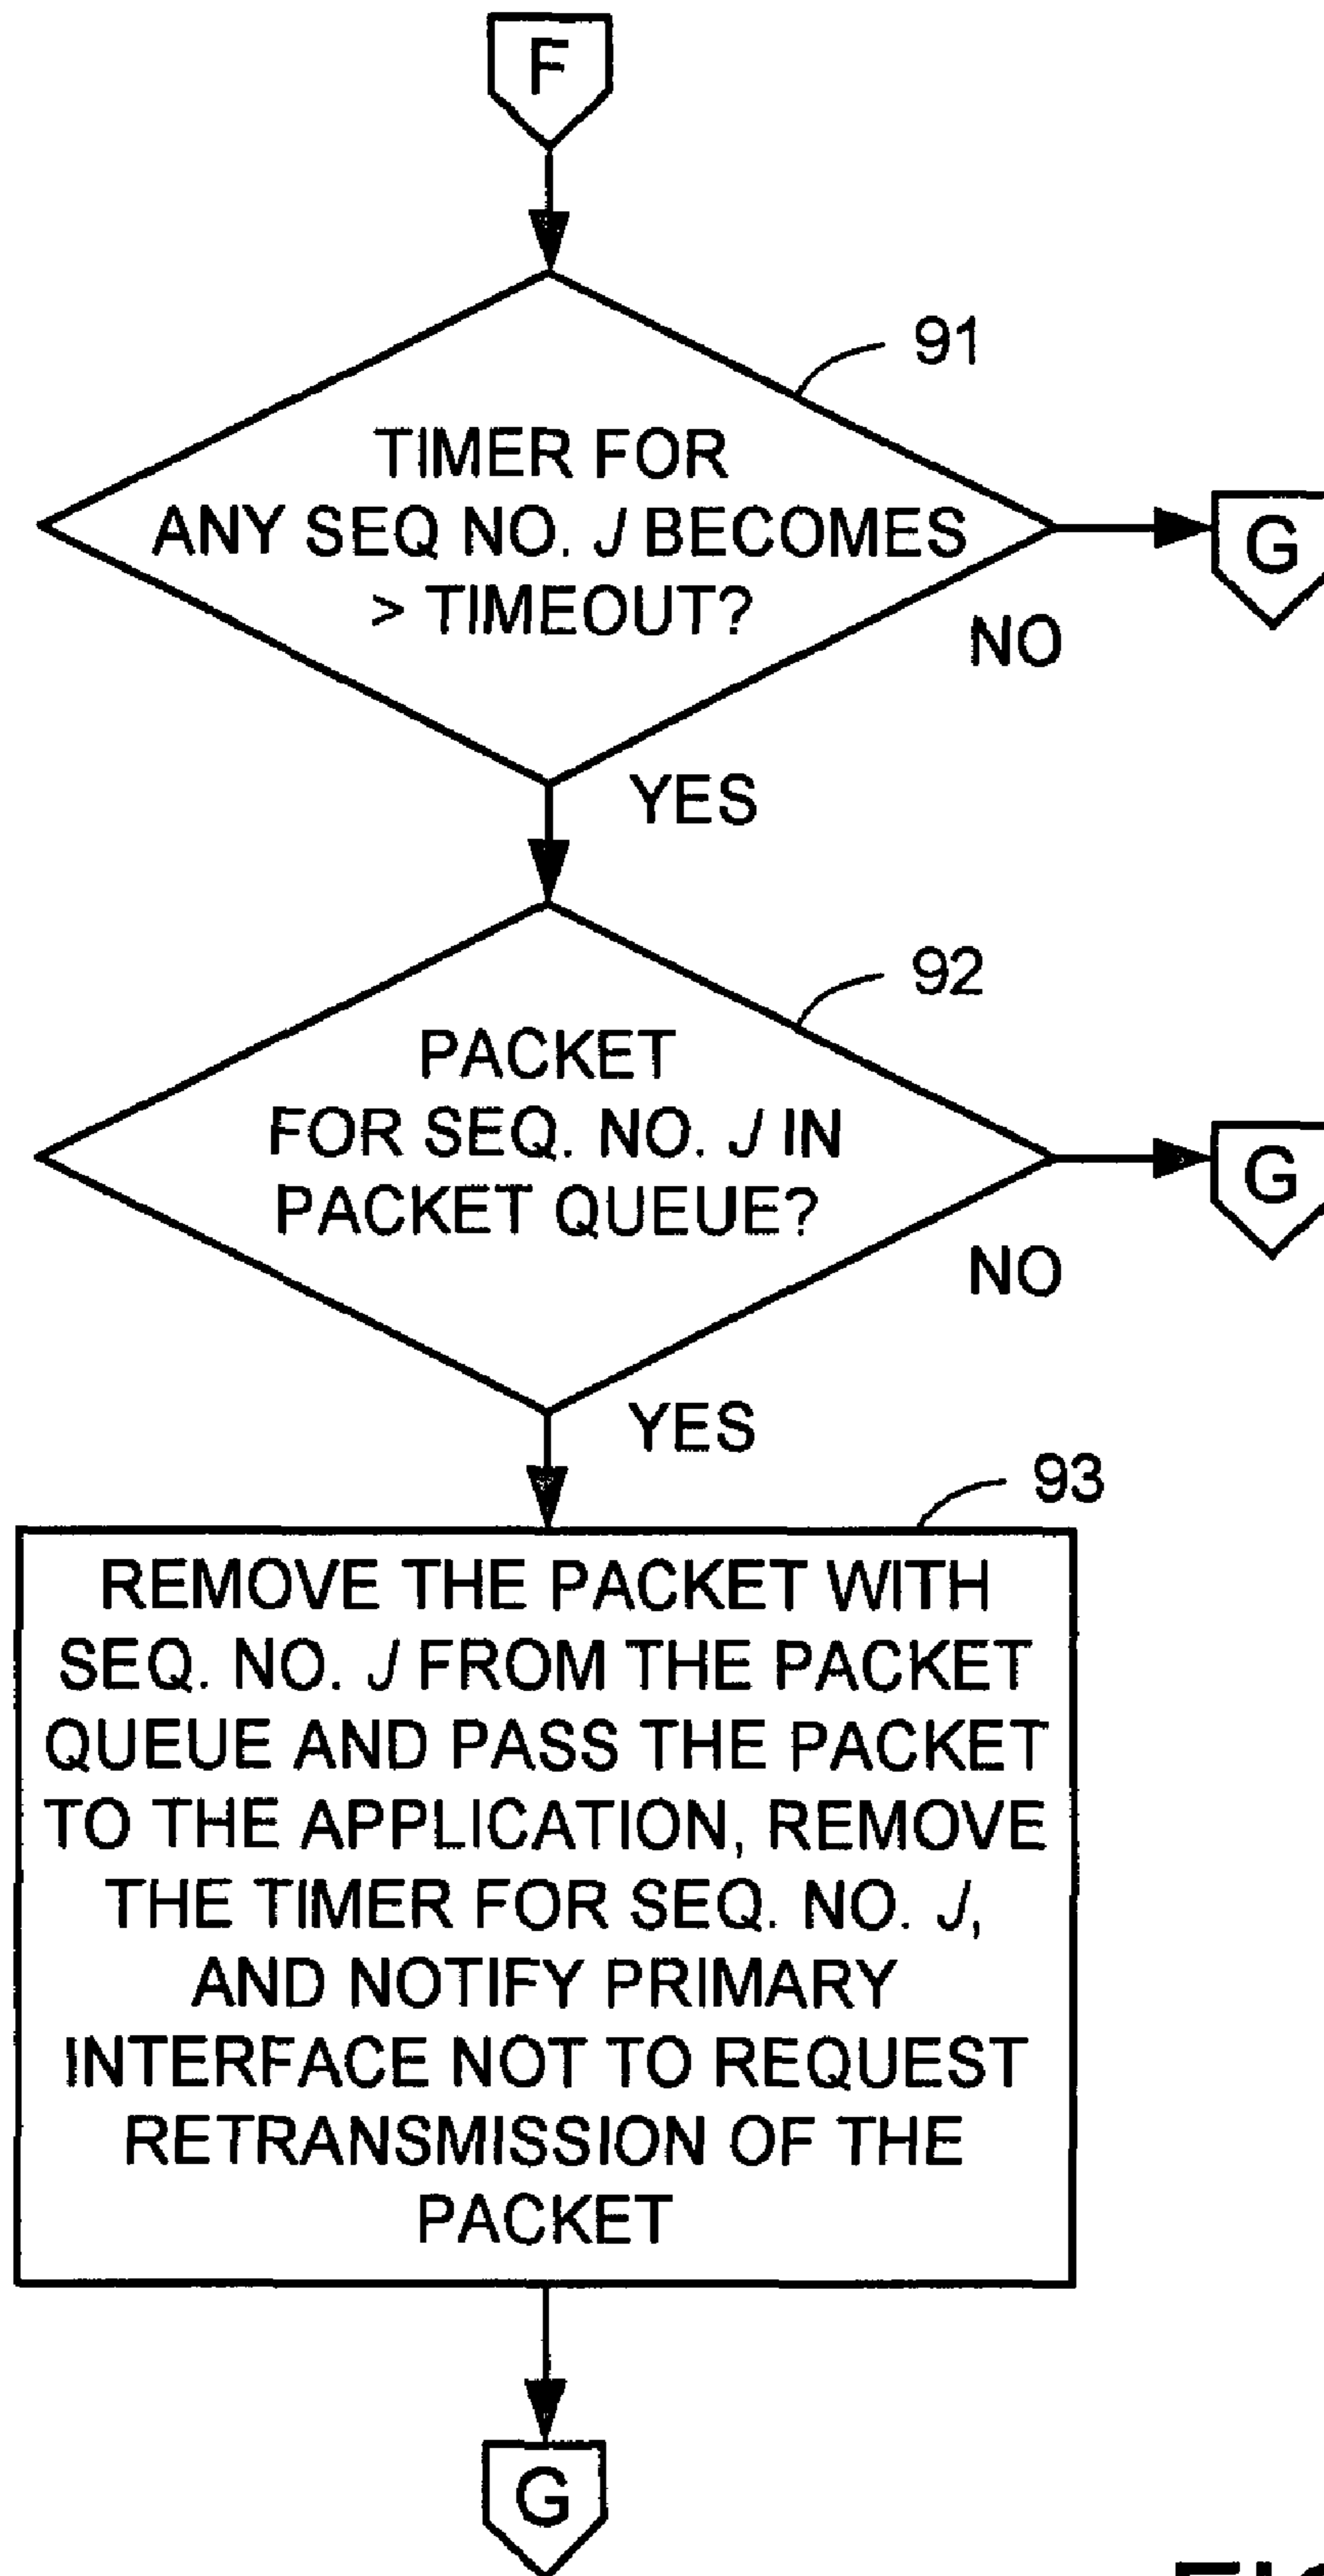 F
91
TIMER FOR
ANY SEQ NO. J BECOMES
> TIMEOUT?
G
NO
YES
92
PACKET
FOR SEQ. NO. J IN
PACKET QUEUE?
G
NO
YES
93
REMOVE THE PACKET WITH
SEQ. NO. J FROM THE PACKET
QUEUE AND PASS THE PACKET
TO THE APPLICATION, REMOVE
THE TIMER FOR SEQ. NO. J,
AND NOTIFY PRIMARY
INTERFACE NOT TO REQUEST
RETRANSMISSION OF THE
PACKET
G